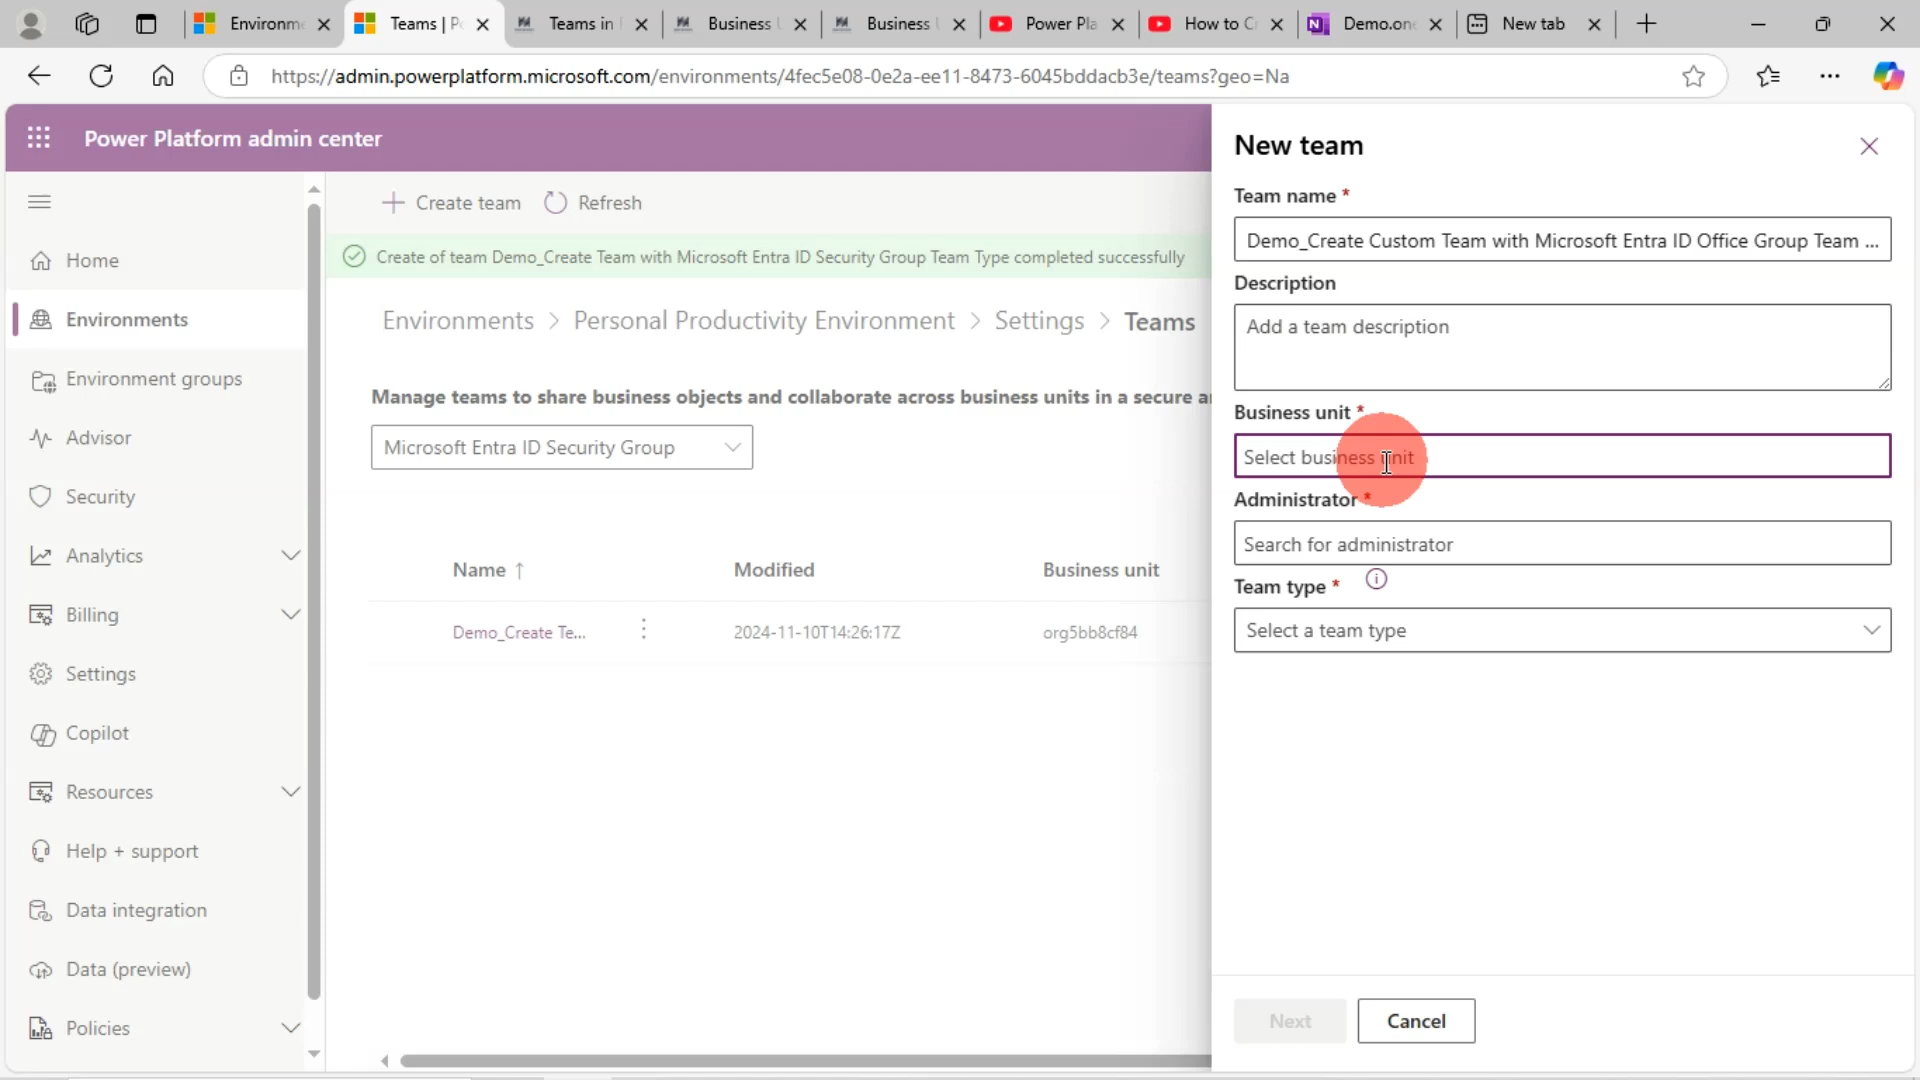 Environm
Teams | P
Teams in
Business
Business
Power Pla
How to C
Demo.on
New tab
https://admin.powerplatform.microsoft.com/environments/4fec5e08-0e2a-ee11-8473-6045bddacb3e/teams?geo=Na
Power Platform admin center
Home
Environments
Environment groups
Advisor
Security
Analytics
Billing
Settings
Copilot
Resources
Help + support
Data integration
Data (preview)
Policies
Create team
Refresh
Create of team Demo_Create Team with Microsoft Entra ID Security Group Team Type completed successfully
Environments > Personal Productivity Environment > Settings > Teams
Manage teams to share business objects and collaborate across business units in a secure
Microsoft Entra ID Security Group
Name ↑ Modified Business unit
Demo_Create Te... 2024-11-10T14:26:17Z org5bb8cf84
New team
Team name *
Demo_Create Custom Team with Microsoft Entra ID Office Group Team ...
Description
Add a team description
Business unit *
Select business unit
Administrator *
Search for administrator
Team type *
Select a team type
Next
Cancel